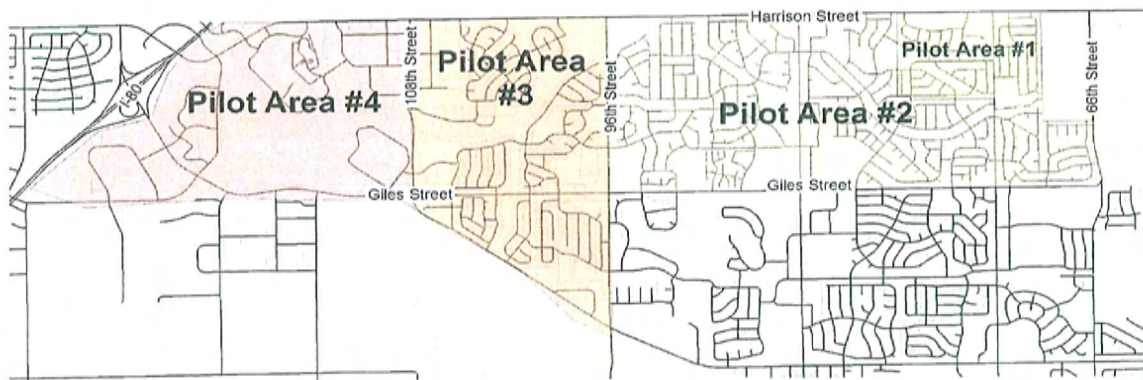 Harrison Street
Pilot Area #1
66th Street
Pilot Area
#3
108th Street
96th Street
I-80
Pilot Area #4
Pilot Area #2
Giles Street
Giles Street